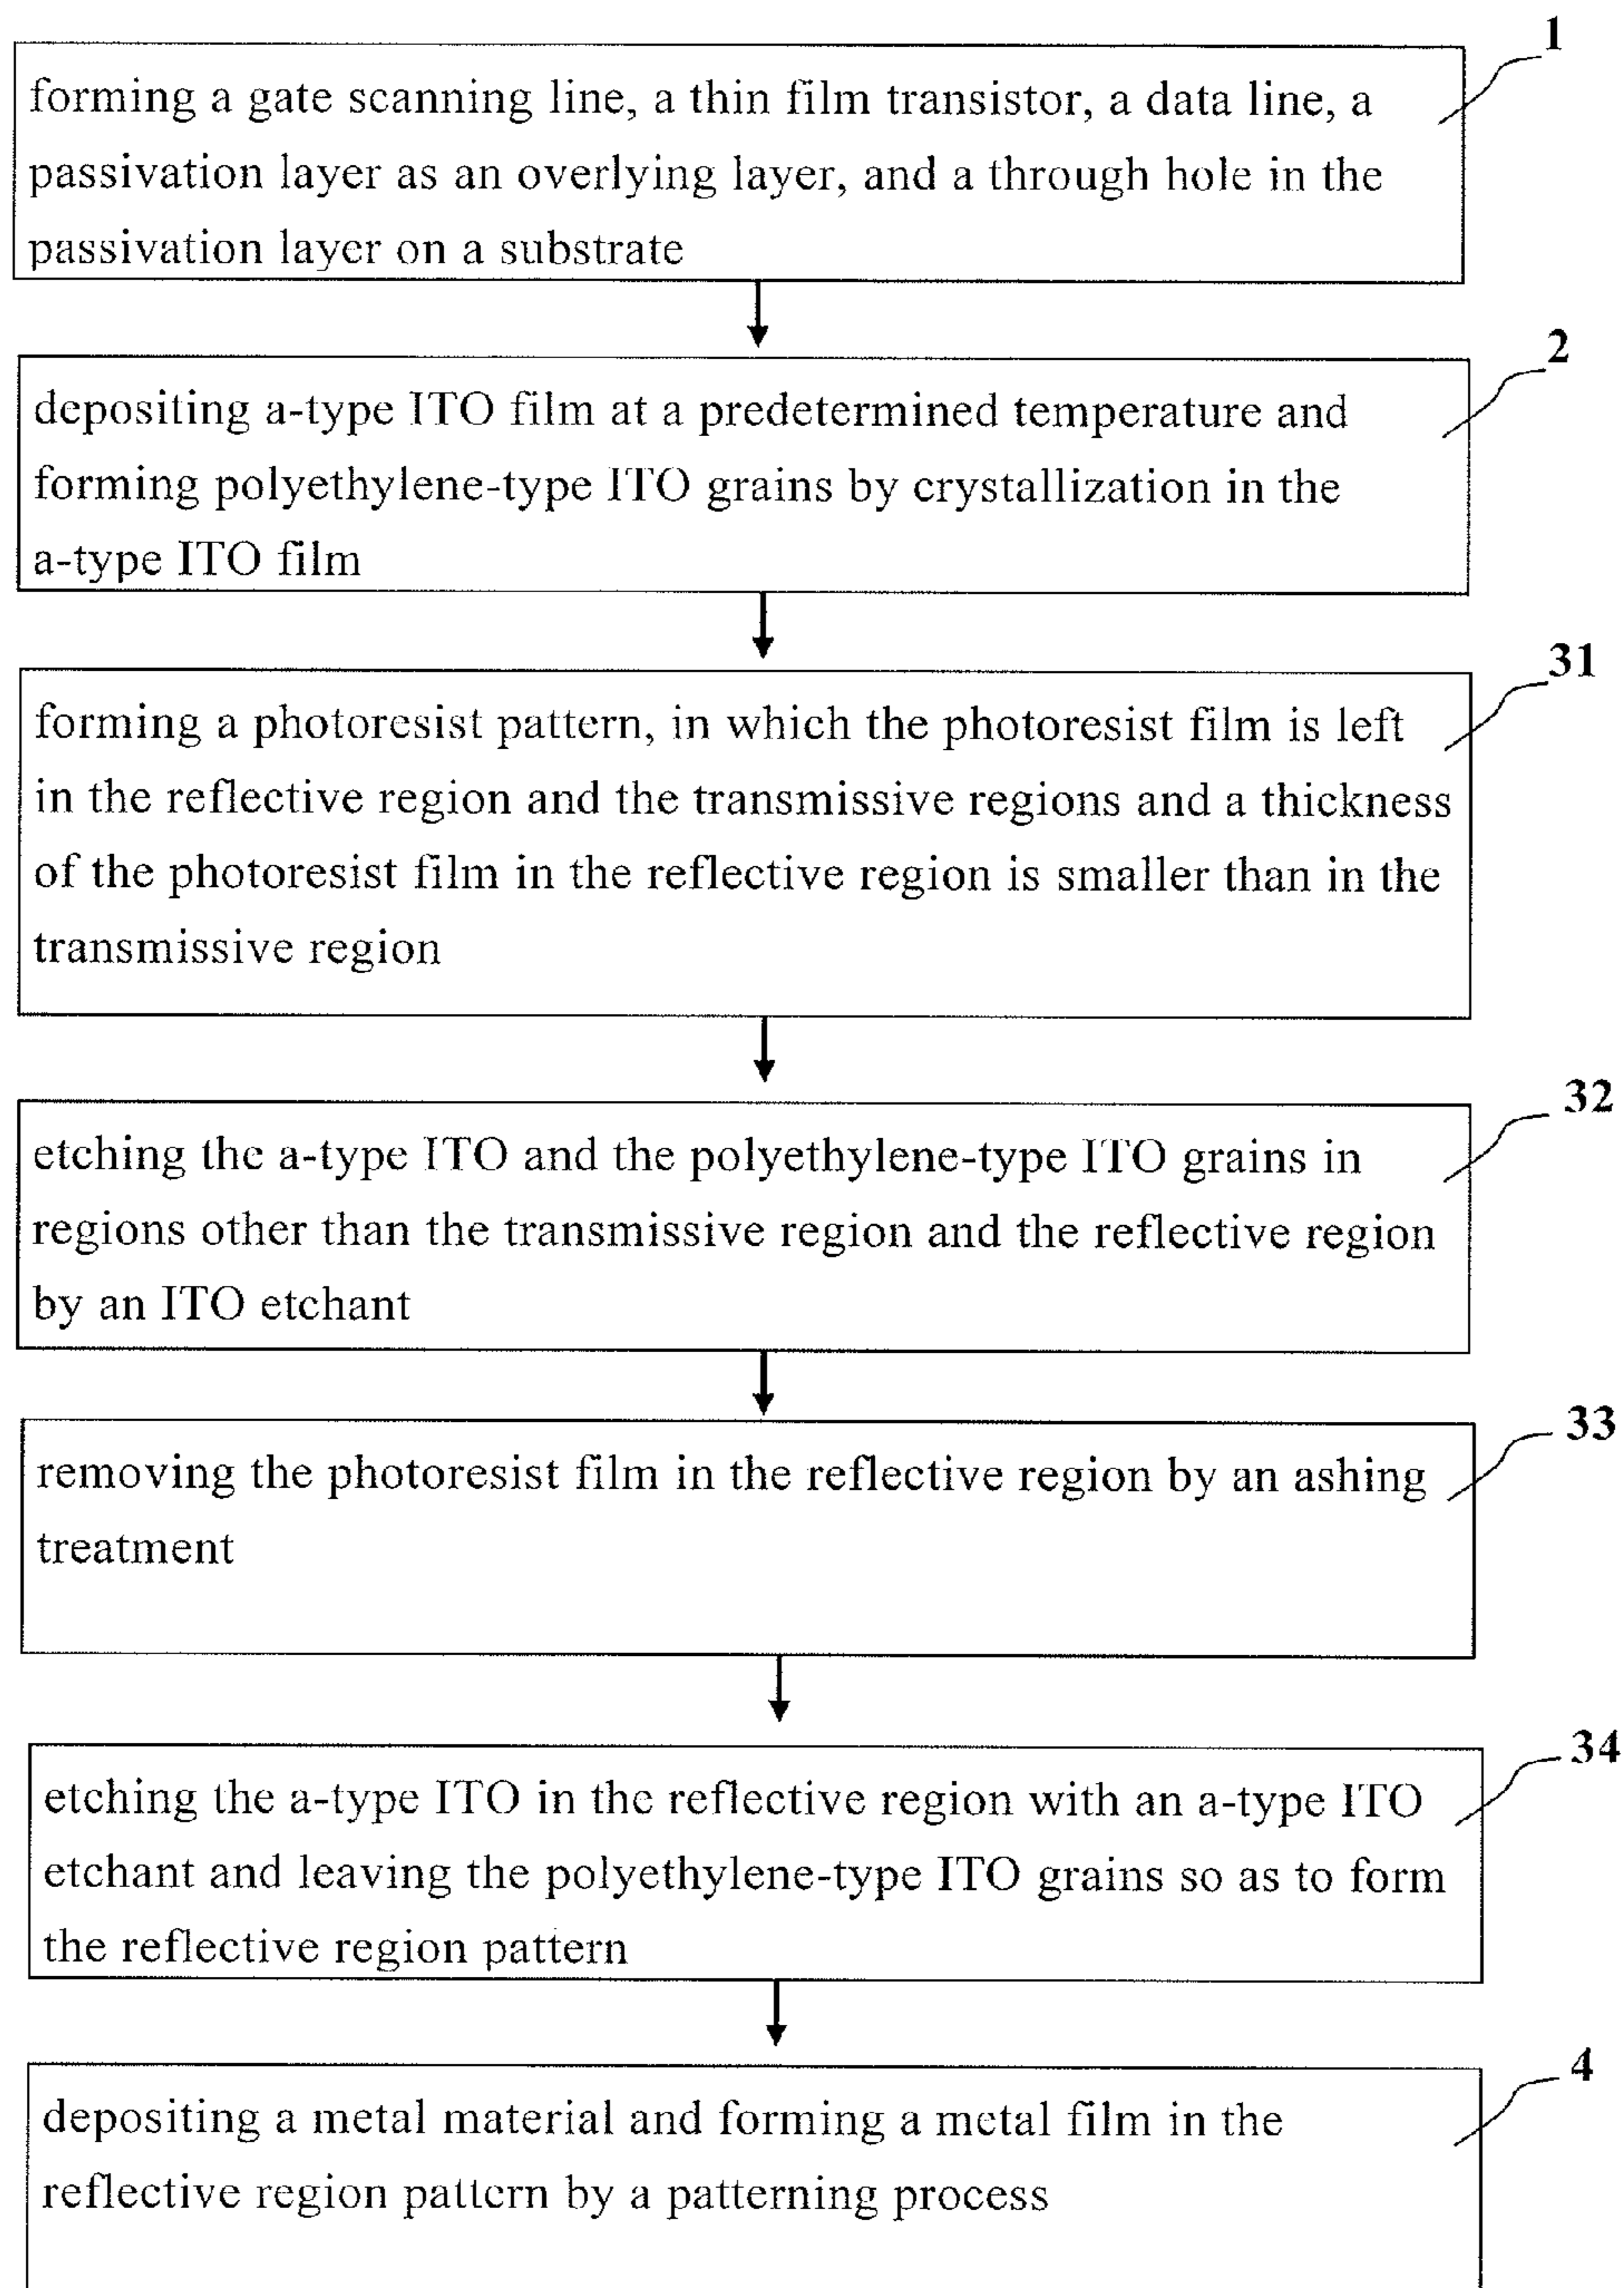 1
forming a gate scanning line, a thin film transistor, a data line, a
passivation layer as an overlying layer, and a through hole in the
passivation layer on a substrate
2
depositing a-type ITO film at a predetermined temperature and
forming polyethylene-type ITO grains by crystallization in the
a-type ITO film
31
forming a photoresist pattern, in which the photoresist film is left
in the reflective region and the transmissive regions and a thickness
of the photoresist film in the reflective region is smaller than in the
transmissive region
32
etching the a-type ITO and the polyethylene-type ITO grains in
regions other than the transmissive region and the reflective region
by an ITO etchant
33
removing the photoresist film in the reflective region by an ashing
treatment
34
etching the a-type ITO in the reflective region with an a-type ITO
etchant and leaving the polyethylene-type ITO grains so as to form
the reflective region pattern
4
depositing a metal material and forming a metal film in the
reflective region pattern by a patterning process